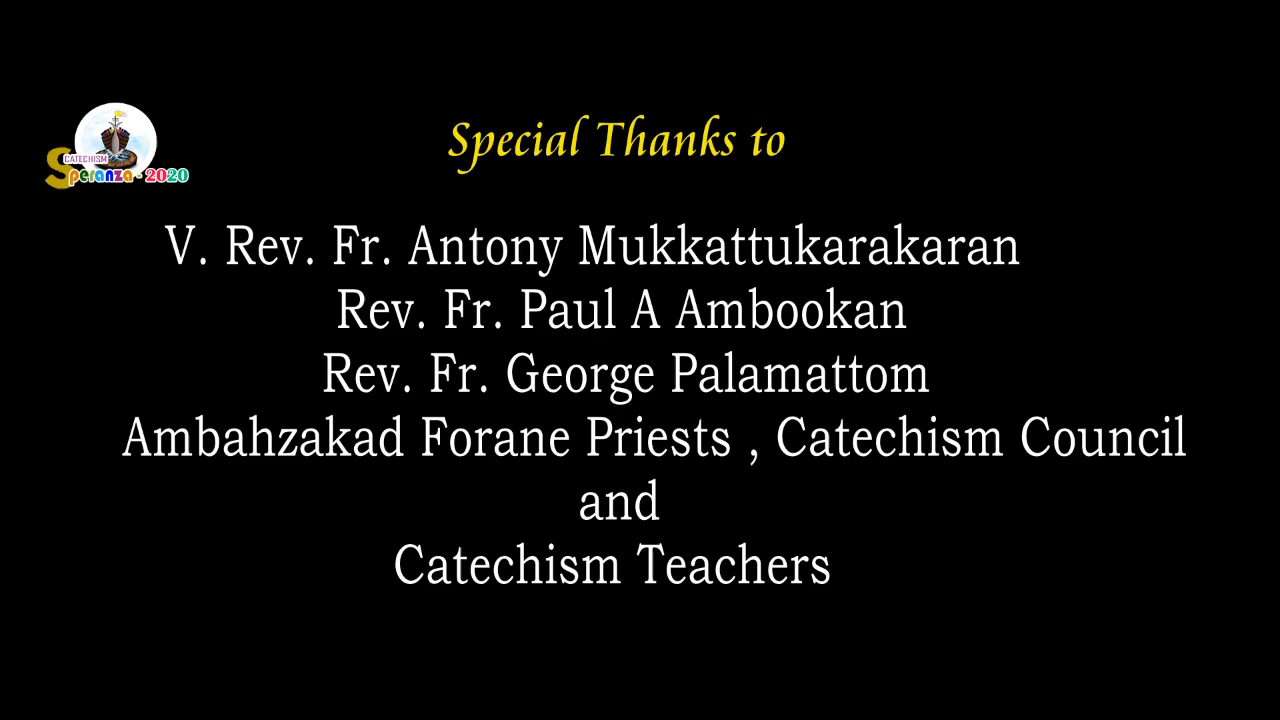 Special Thanks to
CATECHISM
Speranza - 2020
V. Rev. Fr. Antony Mukkattukarakaran
Rev. Fr. Paul A Ambookan
Rev. Fr. George Palamattom
Ambahzakad Forane Priests , Catechism Council
and
Catechism Teachers